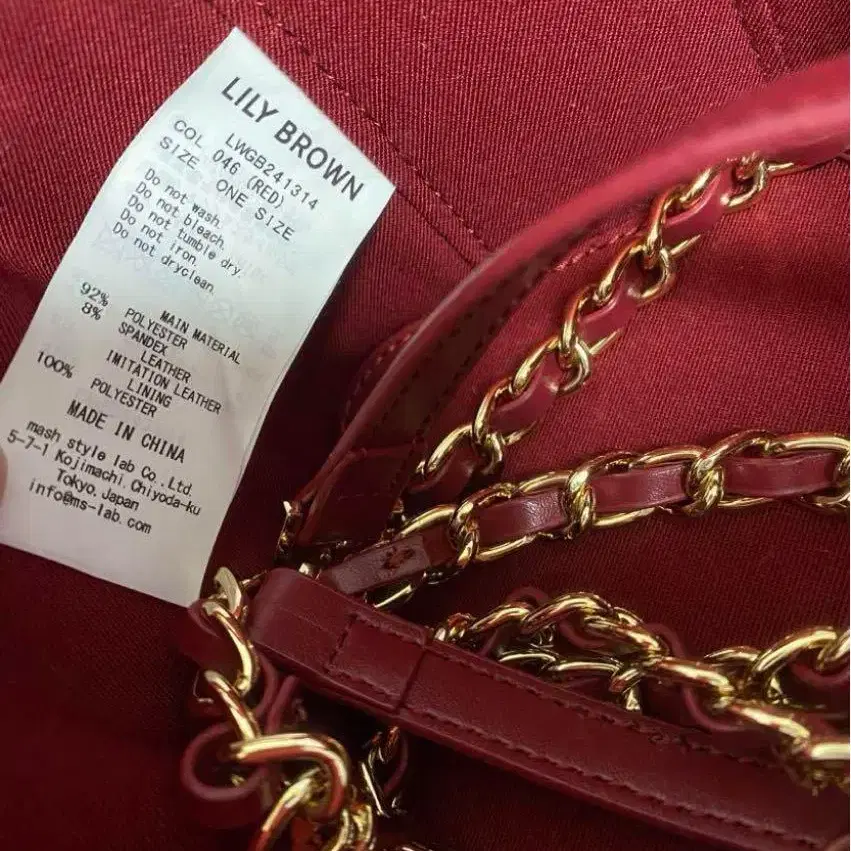 LILY BROWN
LWGB241314
COL 046 (RED)
SIZE ONE SIZE
Do not wash.
Do not bleach.
Do not tumble dry.
Do not iron.
Do not dryclean.
MAIN MATERIAL
92% POLYESTER
8% SPANDEX
LEATHER
IMITATION LEATHER
LINING
100% POLYESTER
MADE IN CHINA
mash style lab Co.,Ltd.
5-7-1 Kojimachi.Chiyoda-ku
Tokyo.Japan
info@ms-lab.com